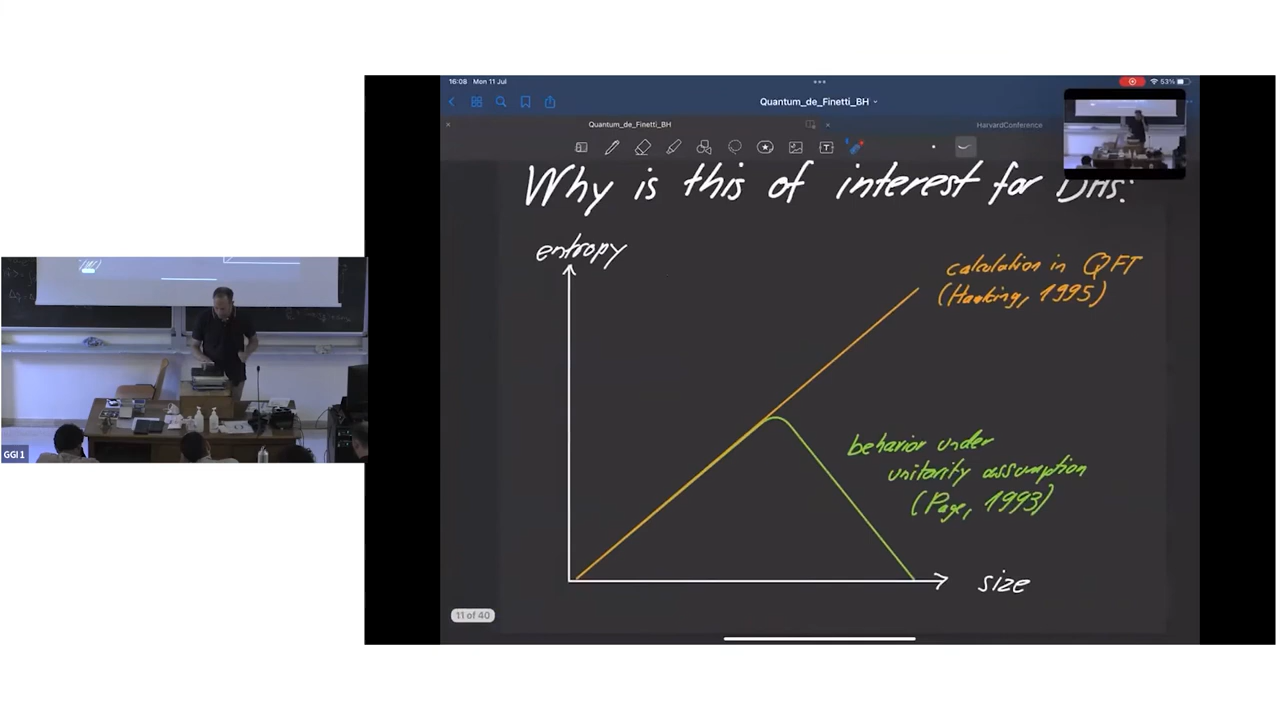 16:08 Mon 11 Jul
53%
Quantum_de_Finetti_BH
Quantum_de_Finetti_BH
HarvardConference
Why is this of interest for BHs?
entropy
calculation in QFT
(Hawking, 1995)
behavior under
unitarity assumption
(Page, 1993)
size
11 of 40
GGI 1